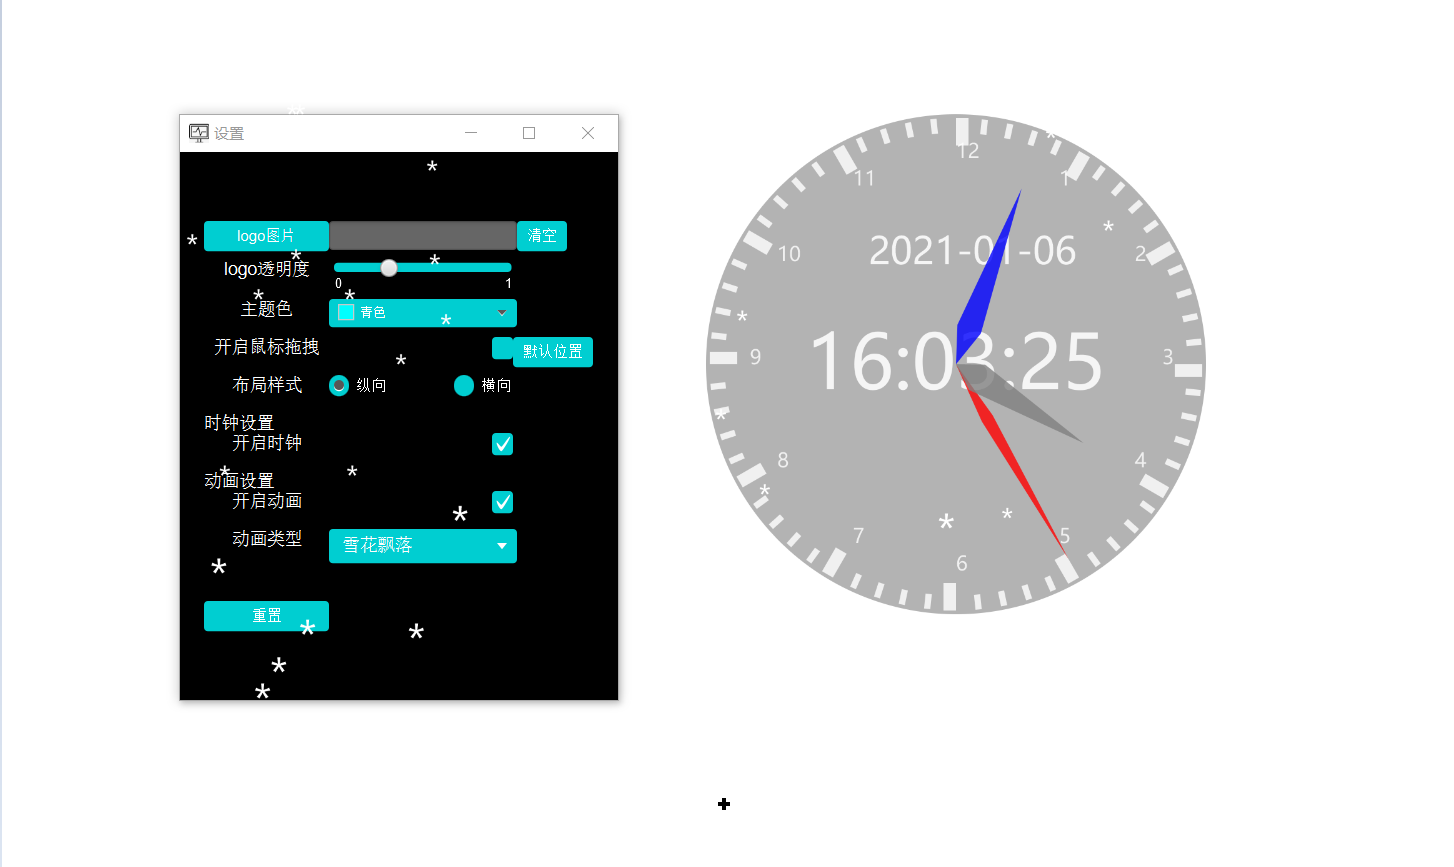 设置
logo图片 清空
logo透明度
0 1
主题色 青色
开启鼠标拖拽 默认位置
布局样式 纵向 横向
时钟设置
开启时钟
动画设置
开启动画
动画类型 雪花飘落
重置
12
11 1
10 2
2021-01-06
16:03:25
9 3
8 4
7 5
6